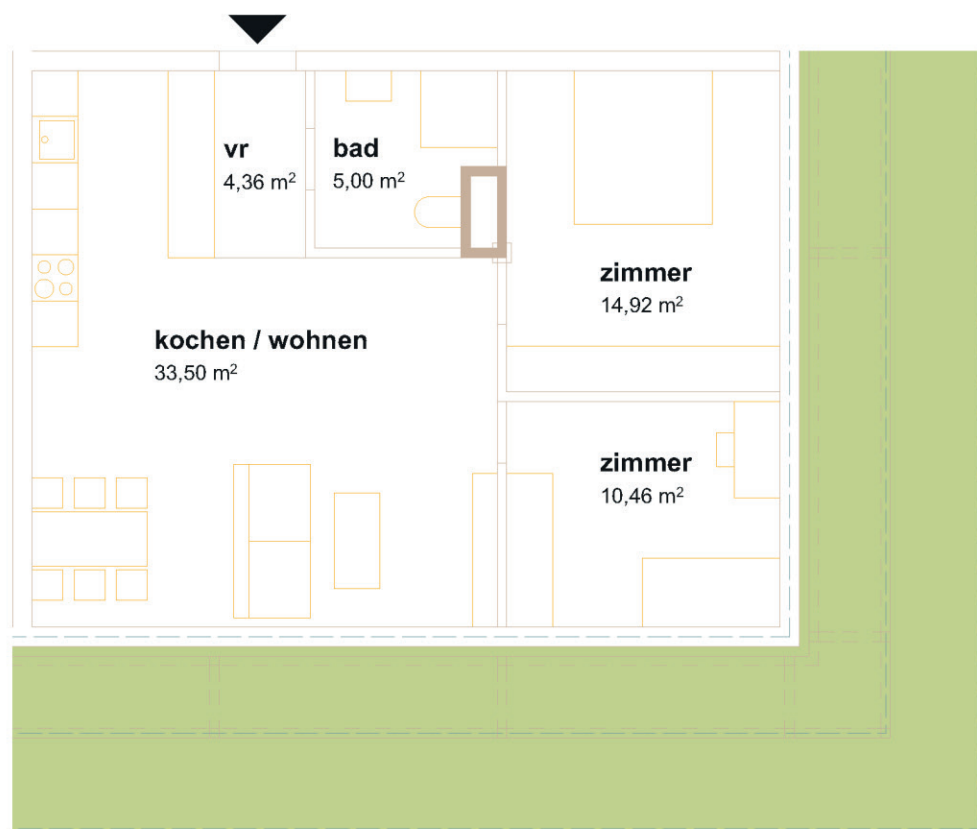 vr
4,36 m²
bad
5,00 m²
zimmer
14,92 m²
kochen / wohnen
33,50 m²
zimmer
10,46 m²